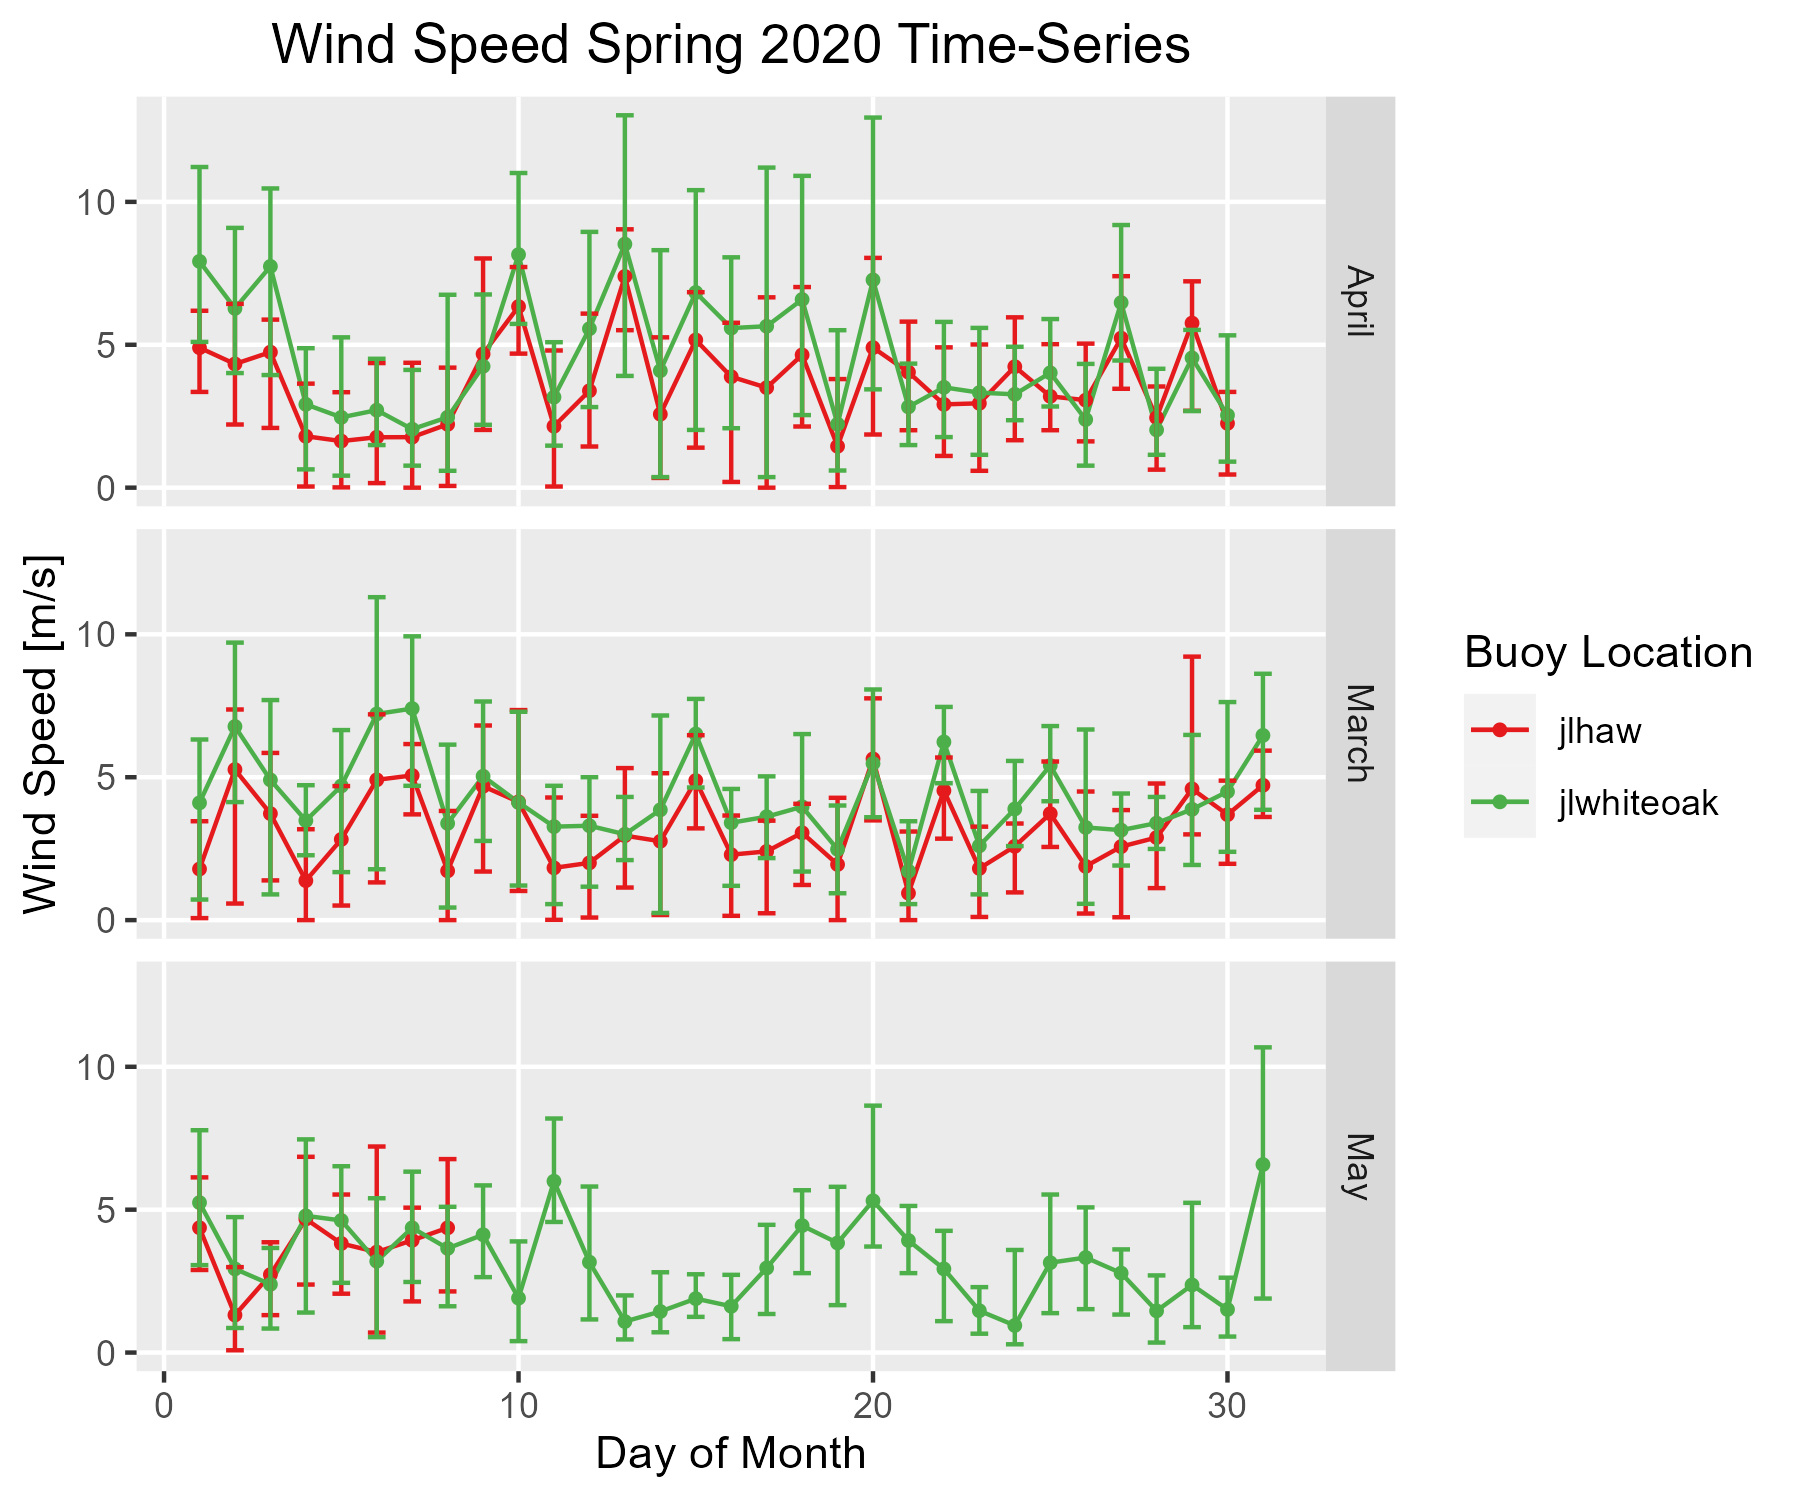 Wind Speed Spring 2020 Time-Series
10
5
0
April
Wind Speed [m/s]
10
5
0
March
10
5
0
May
0 10 20 30
Day of Month
Buoy Location
jlhaw
jlwhiteoak